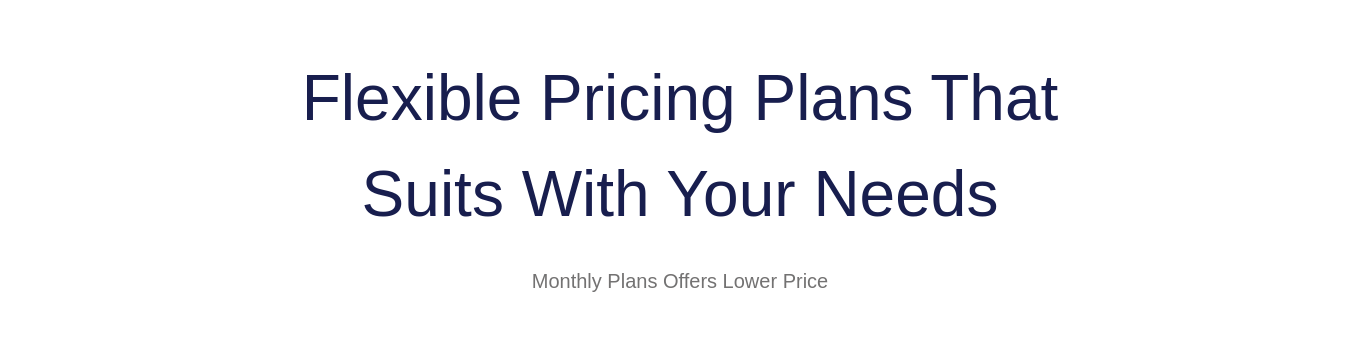 Flexible Pricing Plans That
Suits With Your Needs
Monthly Plans Offers Lower Price